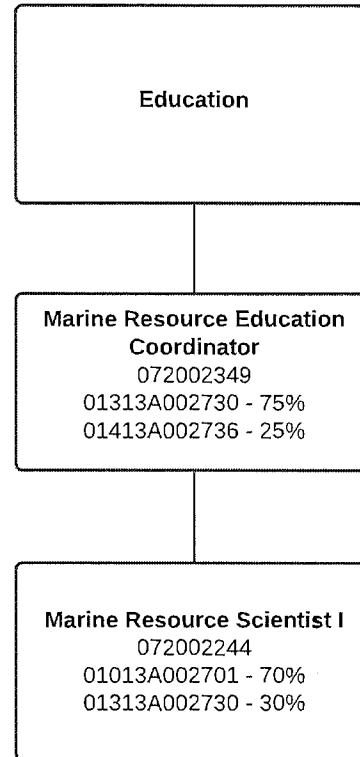 Education
Marine Resource Education
Coordinator
072002349
01313A002730 - 75%
01413A002736 - 25%
Marine Resource Scientist I
072002244
01013A002701 - 70%
01313A002730 - 30%